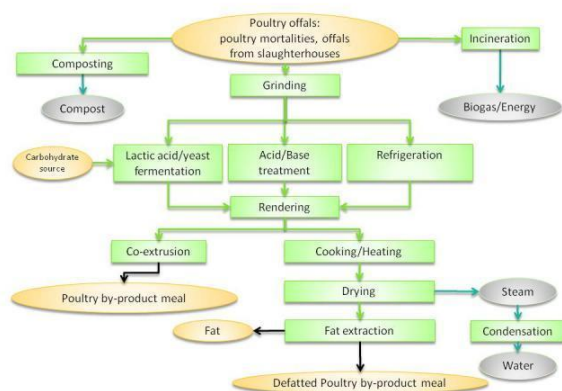 Poultry offals:
poultry mortalities, offals
from slaughterhouses
Composting
Incineration
Grinding
Compost
Biogas/Energy
Carbohydrate
source
Lactic acid/yeast
fermentation
Acid/Base
treatment
Refrigeration
Rendering
Co-extrusion
Cooking/Heating
Poultry by-product meal
Drying
Steam
Fat
Fat extraction
Condensation
Water
Defatted Poultry by-product meal